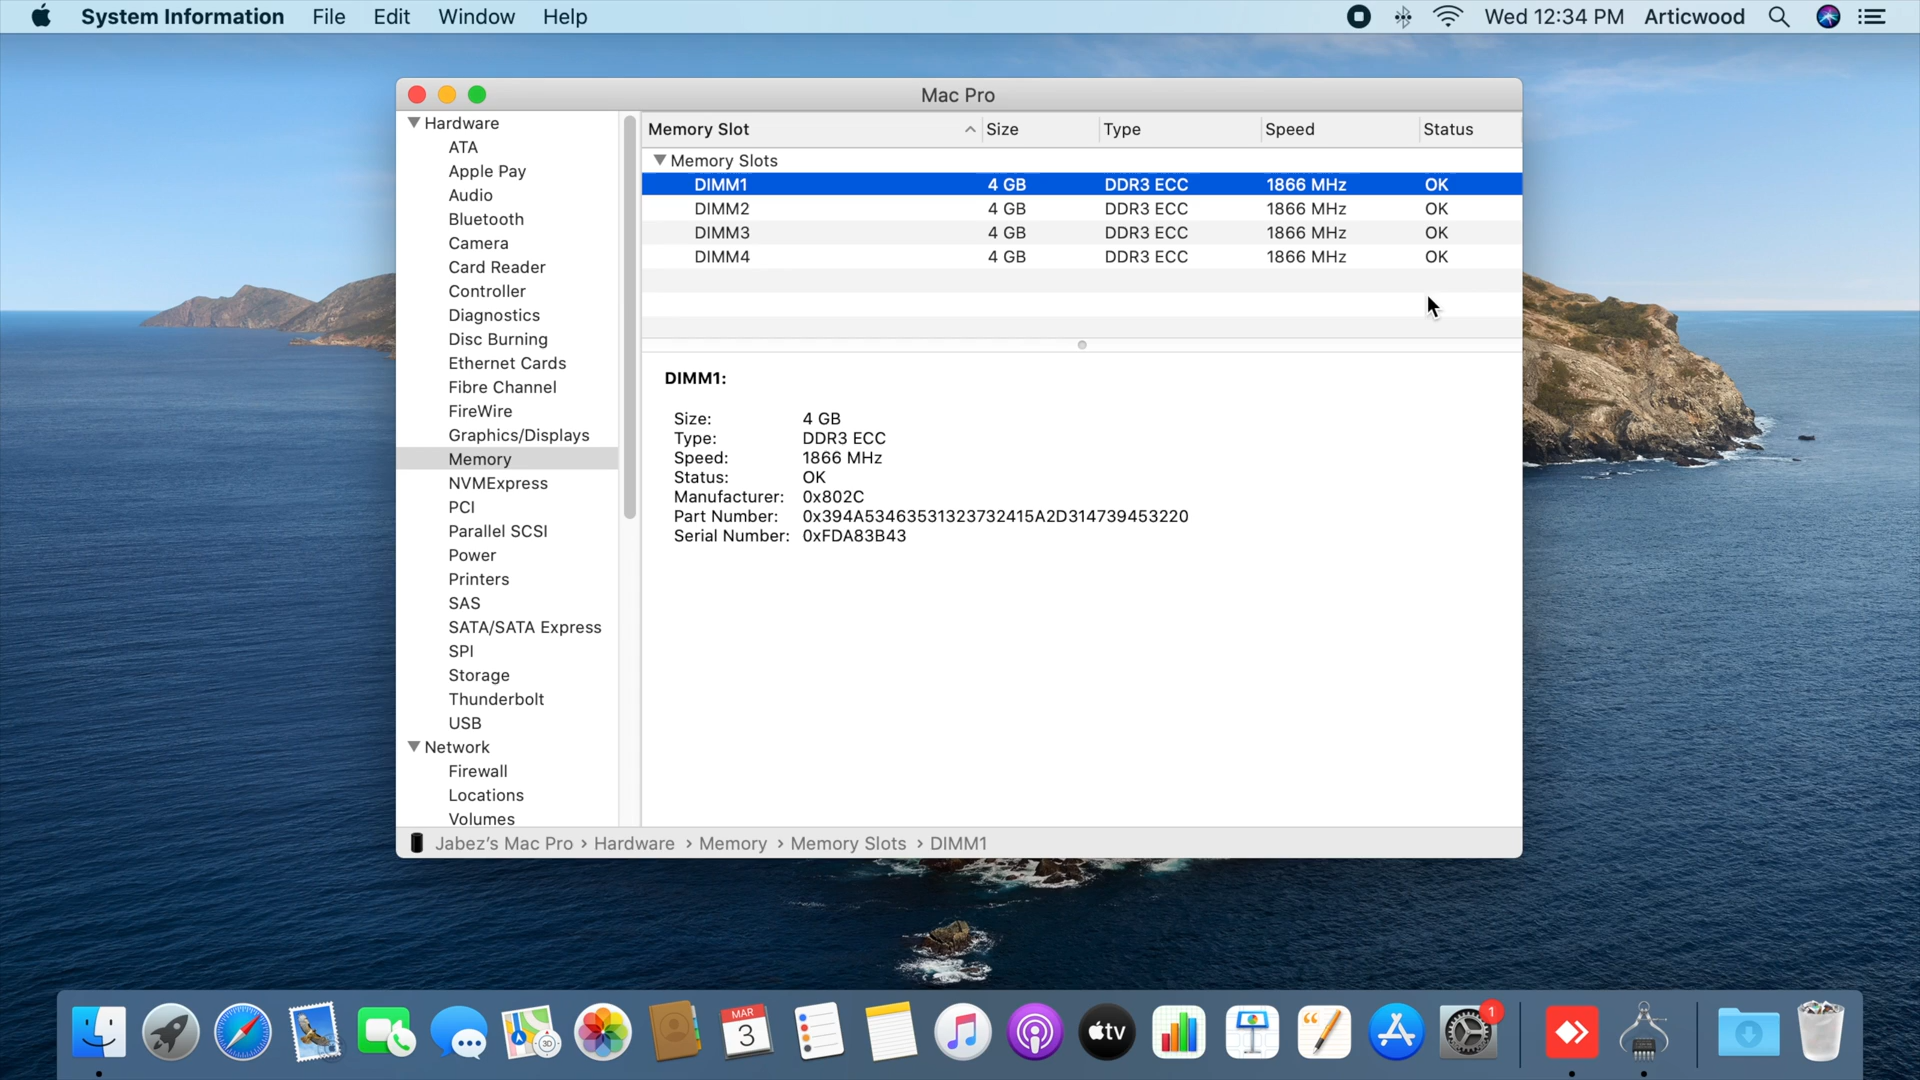 System Information File Edit Window Help Wed 12:34 PM Articwood
Mac Pro
Hardware
ATA
Apple Pay
Audio
Bluetooth
Camera
Card Reader
Controller
Diagnostics
Disc Burning
Ethernet Cards
Fibre Channel
FireWire
Graphics/Displays
Memory
NVMExpress
PCI
Parallel SCSI
Power
Printers
SAS
SATA/SATA Express
SPI
Storage
Thunderbolt
USB
Network
Firewall
Locations
Volumes
Memory Slot Size Type Speed Status
Memory Slots
DIMM1 4 GB DDR3 ECC 1866 MHz OK
DIMM2 4 GB DDR3 ECC 1866 MHz OK
DIMM3 4 GB DDR3 ECC 1866 MHz OK
DIMM4 4 GB DDR3 ECC 1866 MHz OK
DIMM1:
Size: 4 GB
Type: DDR3 ECC
Speed: 1866 MHz
Status: OK
Manufacturer: 0x802C
Part Number: 0x394A53463531323732415A2D314739453220
Serial Number: 0xFDA83B43
Jabez’s Mac Pro › Hardware › Memory › Memory Slots › DIMM1
3D
MAR
3
tv
1